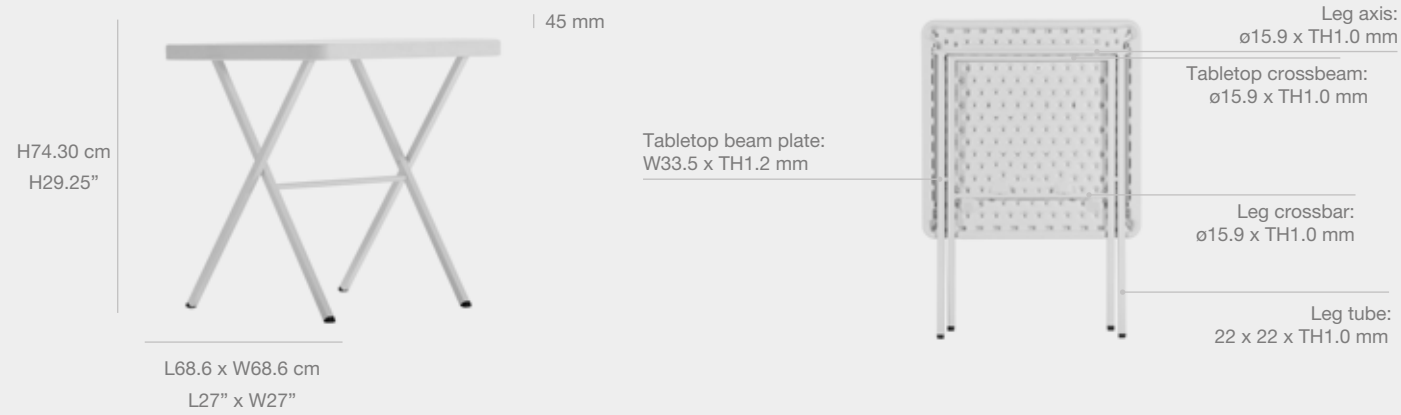 45 mm
H74.30 cm
H29.25”
L68.6 x W68.6 cm
L27” x W27”
Leg axis:
ø15.9 x TH1.0 mm
Tabletop crossbeam:
ø15.9 x TH1.0 mm
Tabletop beam plate:
W33.5 x TH1.2 mm
Leg crossbar:
ø15.9 x TH1.0 mm
Leg tube:
22 x 22 x TH1.0 mm